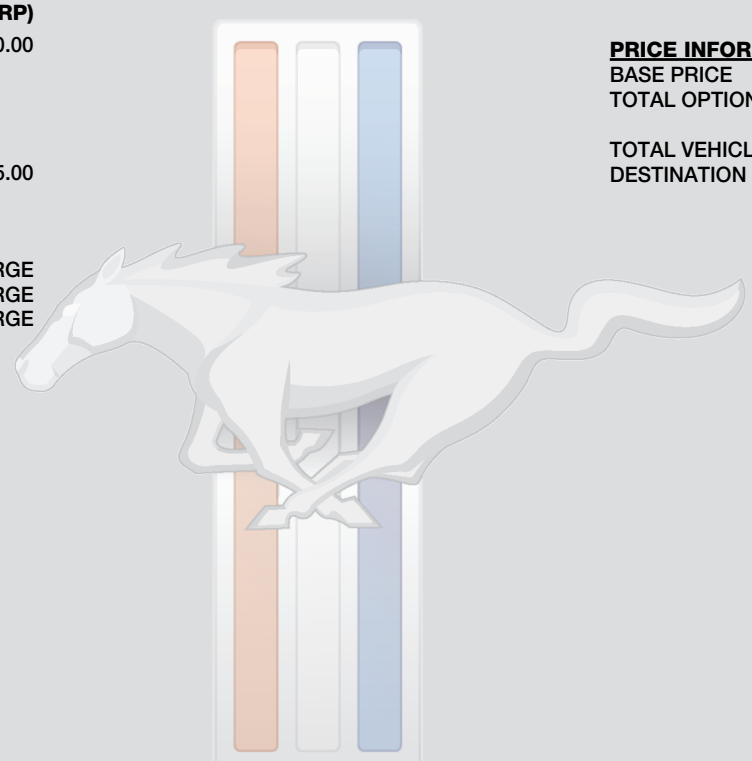 RP)
0.00
5.00
RGE
RGE
RGE
PRICE INFOR
BASE PRICE
TOTAL OPTION
TOTAL VEHICL
DESTINATION